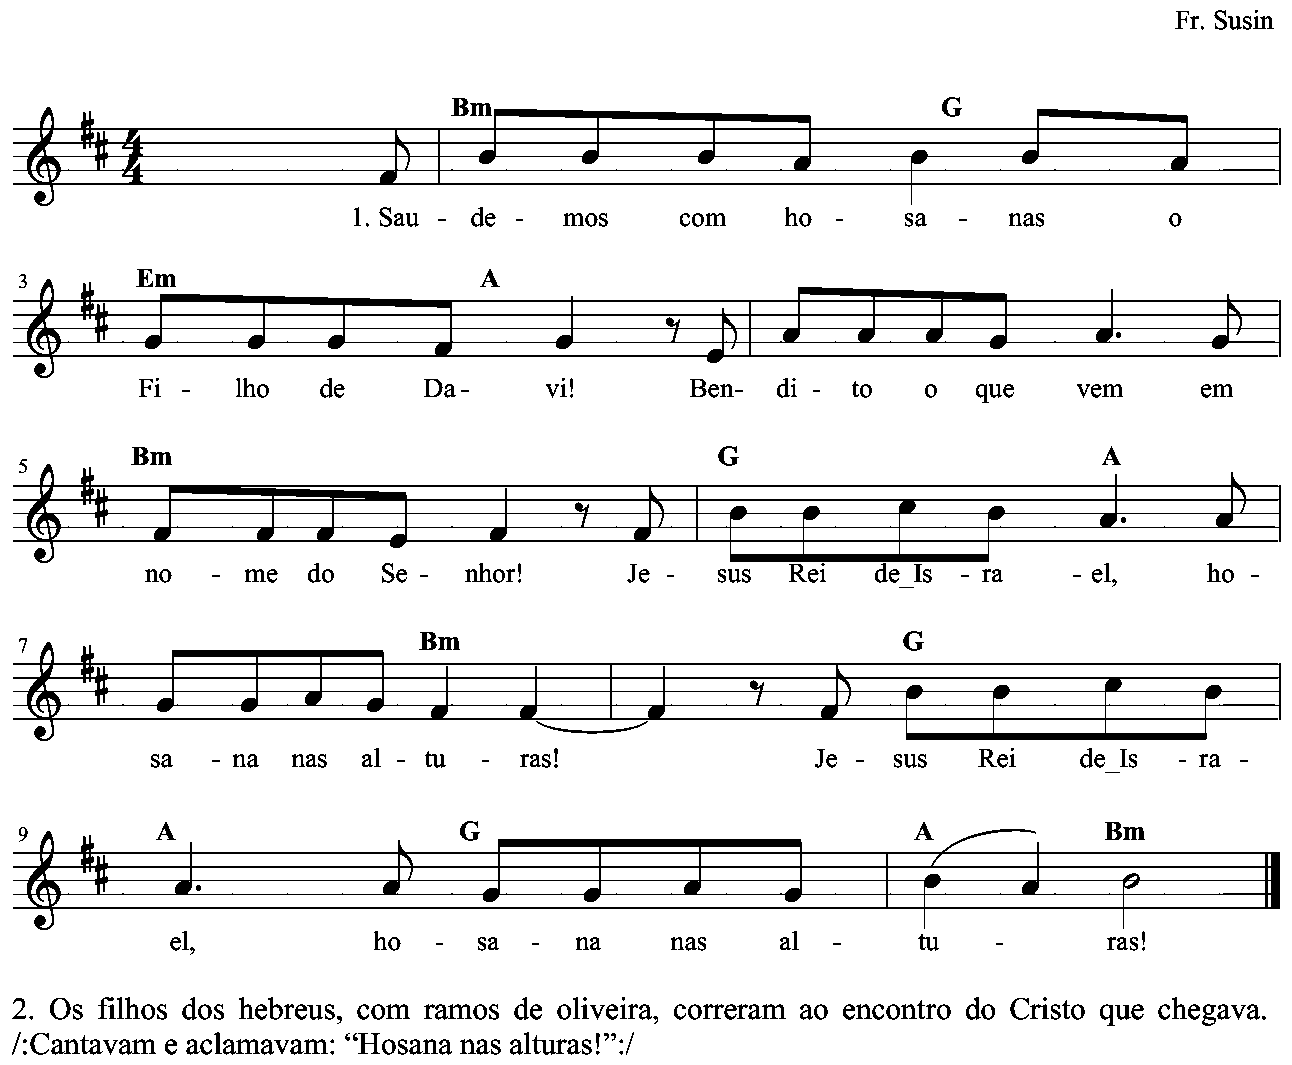 Fr. Susin
Bm G
1. Sau - de - mos com ho - sa - nas o
3 Em A
Fi - lho de Da - vi! Ben- di - to o que vem em
5 Bm G A
no - me do Se - nhor! Je - sus Rei de_Is - ra - el, ho -
7 Bm G
sa - na nas al - tu - ras! Je - sus Rei de_Is - ra -
9 A G A Bm
el, ho - sa - na nas al - tu - ras!
2. Os filhos dos hebreus, com ramos de oliveira, correram ao encontro do Cristo que chegava.
/:Cantavam e aclamavam: “Hosana nas alturas!”:/